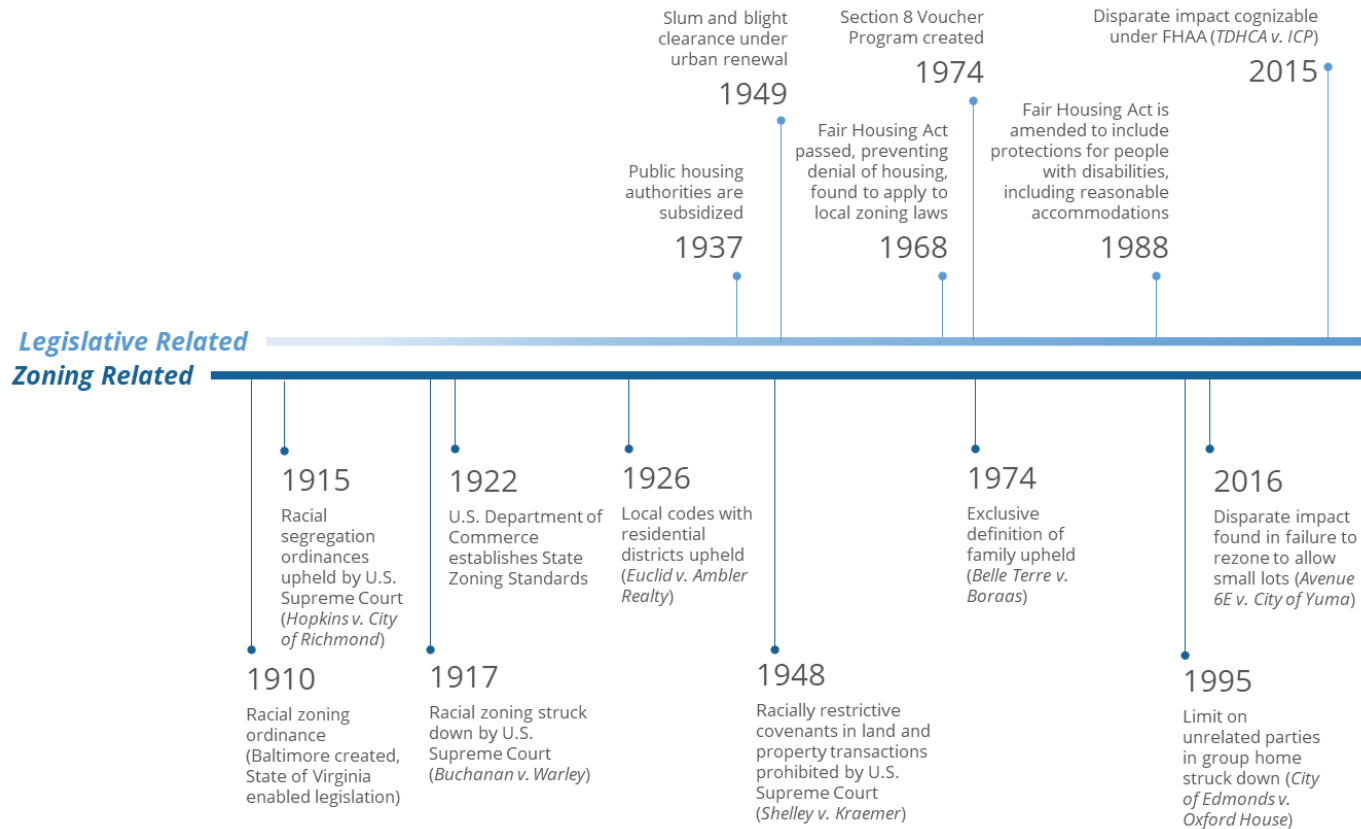 Slum and blight
clearance under
urban renewal
1949
Section 8 Voucher
Program created
1974
Disparate impact cognizable
under FHAA (TDHCA v. ICP)
2015
Public housing
authorities are
subsidized
1937
Fair Housing Act
passed, preventing
denial of housing,
found to apply to
local zoning laws
1968
Fair Housing Act is
amended to include
protections for people
with disabilities,
including reasonable
accommodations
1988
Legislative Related
Zoning Related
1915
Racial
segregation
ordinances
upheld by U.S.
Supreme Court
(Hopkins v. City
of Richmond)
1922
U.S. Department of
Commerce
establishes State
Zoning Standards
1926
Local codes with
residential
districts upheld
(Euclid v. Ambler
Realty)
1974
Exclusive
definition of
family upheld
(Belle Terre v.
Boraas)
2016
Disparate impact
found in failure to
rezone to allow
small lots (Avenue
6E v. City of Yuma)
1910
Racial zoning
ordinance
(Baltimore created,
State of Virginia
enabled legislation)
1917
Racial zoning struck
down by U.S.
Supreme Court
(Buchanan v. Warley)
1948
Racially restrictive
covenants in land and
property transactions
prohibited by U.S.
Supreme Court
(Shelley v. Kraemer)
1995
Limit on
unrelated parties
in group home
struck down (City
of Edmonds v.
Oxford House)